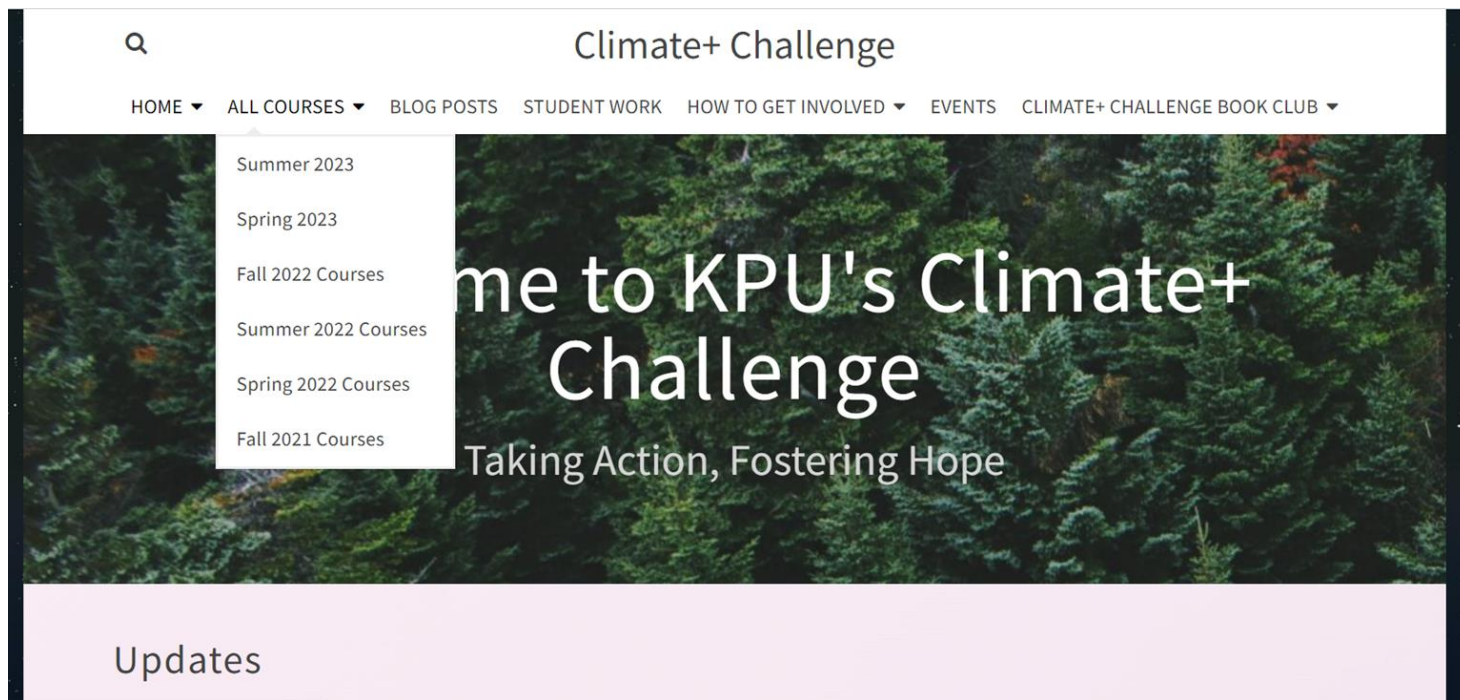 Climate+ Challenge
HOME ALL COURSES BLOG POSTS STUDENT WORK HOW TO GET INVOLVED EVENTS CLIMATE+ CHALLENGE BOOK CLUB
Summer 2023
Spring 2023
Fall 2022 Courses
Summer 2022 Courses
Spring 2022 Courses
Fall 2021 Courses
me to KPU's Climate+
Challenge
Taking Action, Fostering Hope
Updates